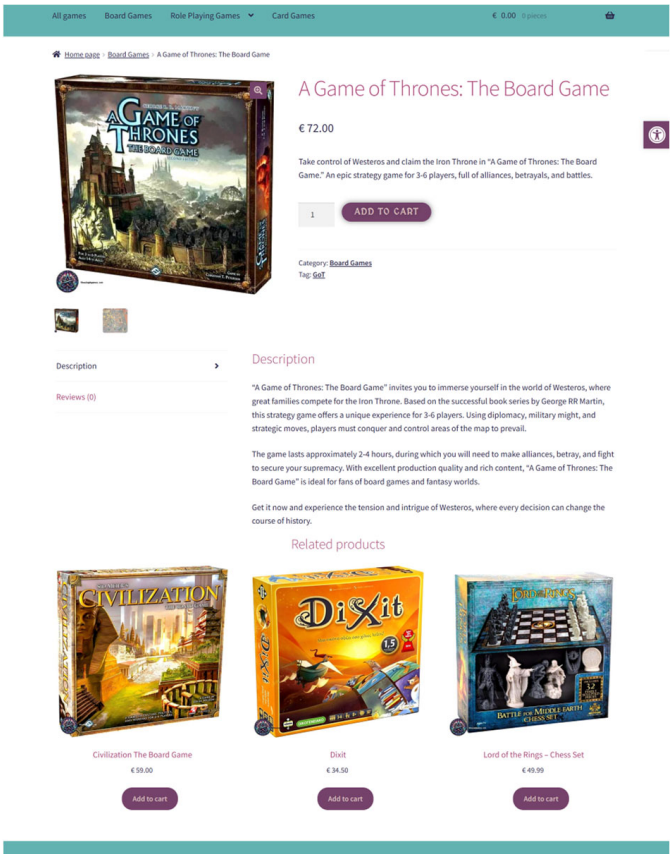 All games Board Games Role Playing Games Card Games € 0.00 0 pieces
Home page › Board Games › A Game of Thrones: The Board Game
A Game of Thrones: The Board Game
A GAME OF
THRONES
THE BOARD GAME
€ 72.00
Take control of Westeros and claim the Iron Throne in “A Game of Thrones: The Board
Game.” An epic strategy game for 3-6 players, full of alliances, betrayals, and battles.
1 ADD TO CART
Category: Board Games
Tag: GoT
Description
Reviews (0)
Description
“A Game of Thrones: The Board Game” invites you to immerse yourself in the world of Westeros, where
great families compete for the Iron Throne. Based on the successful book series by George RR Martin,
this strategy game offers a unique experience for 3-6 players. Using diplomacy, military might, and
strategic moves, players must conquer and control areas of the map to prevail.
The game lasts approximately 2-4 hours, during which you will need to make alliances, betray, and fight
to secure your supremacy. With excellent production quality and rich content, “A Game of Thrones: The
Board Game” is ideal for fans of board games and fantasy worlds.
Get it now and experience the tension and intrigue of Westeros, where every decision can change the
course of history.
Related products
CIVILIZATION
DiXit
1,5
LORD OF THE RINGS
BATTLE FOR MIDDLE EARTH
CHESS SET
Civilization The Board Game
€ 59.00
Add to cart
Dixit
€ 34.50
Add to cart
Lord of the Rings – Chess Set
€ 49.99
Add to cart